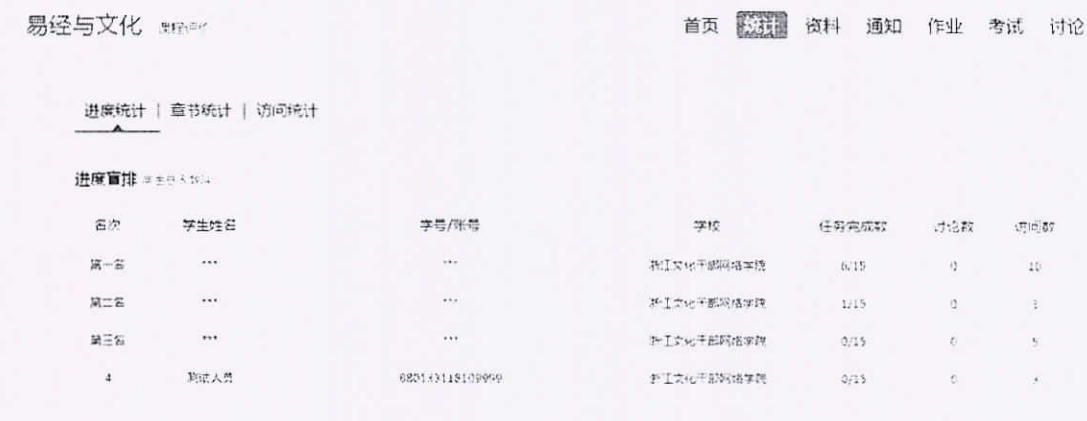 易经与文化 首页 统计 资料 通知 作业 考试 讨论
进度统计 | 章节统计 | 访问统计
进度盲排
名次 学生姓名 学号/账号 学校 任务完成数 讨论数 访问数
第一名 *** *** 浙江文化干部网络学院 6/15 0 10
第二名 *** *** 浙江文化干部网络学院 1/15 0
第三名 *** *** 浙江文化干部网络学院 0/15 0
4 测试人员 浙江文化干部网络学院 0/15 0